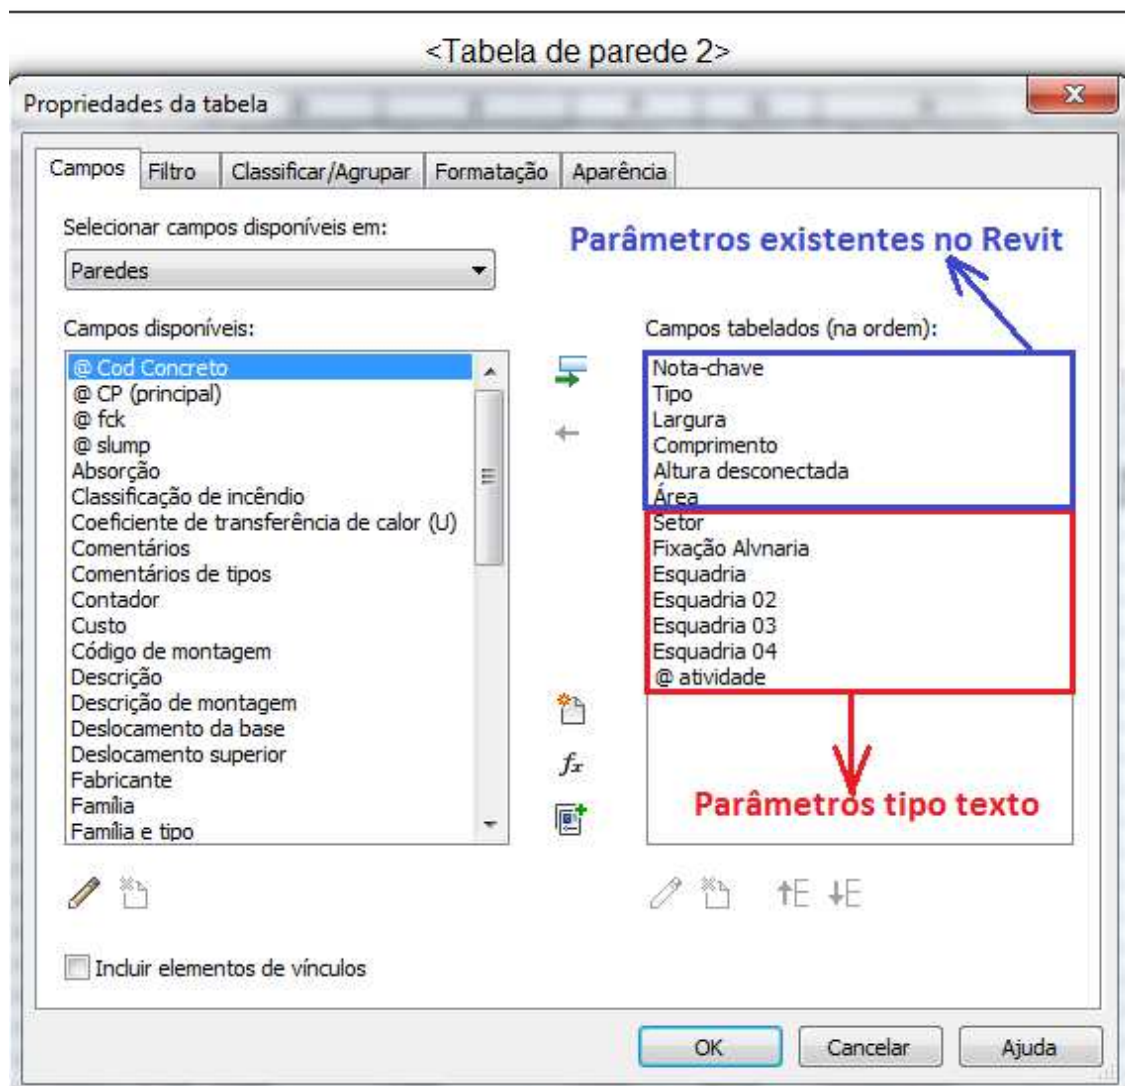 <Tabela de parede 2>
Propriedades da tabela
Campos Filtro Classificar/Agrupar Formatação Aparência
Selecionar campos disponíveis em:
Parâmetros existentes no Revit
Paredes
Campos disponíveis:
@ Cod Concreto
@ CP (principal)
@ fck
@ slump
Absorção
Classificação de incêndio
Coeficiente de transferência de calor (U)
Comentários
Comentários de tipos
Contador
Custo
Código de montagem
Descrição
Descrição de montagem
Deslocamento da base
Deslocamento superior
Fabricante
Família
Família e tipo
Campos tabelados (na ordem):
Nota-chave
Tipo
Largura
Comprimento
Altura desconectada
Área
Setor
Fixação Alvnaria
Esquadria
Esquadria 02
Esquadria 03
Esquadria 04
@ atividade
fx
Parâmetros tipo texto
Incluir elementos de vínculos
OK Cancelar Ajuda